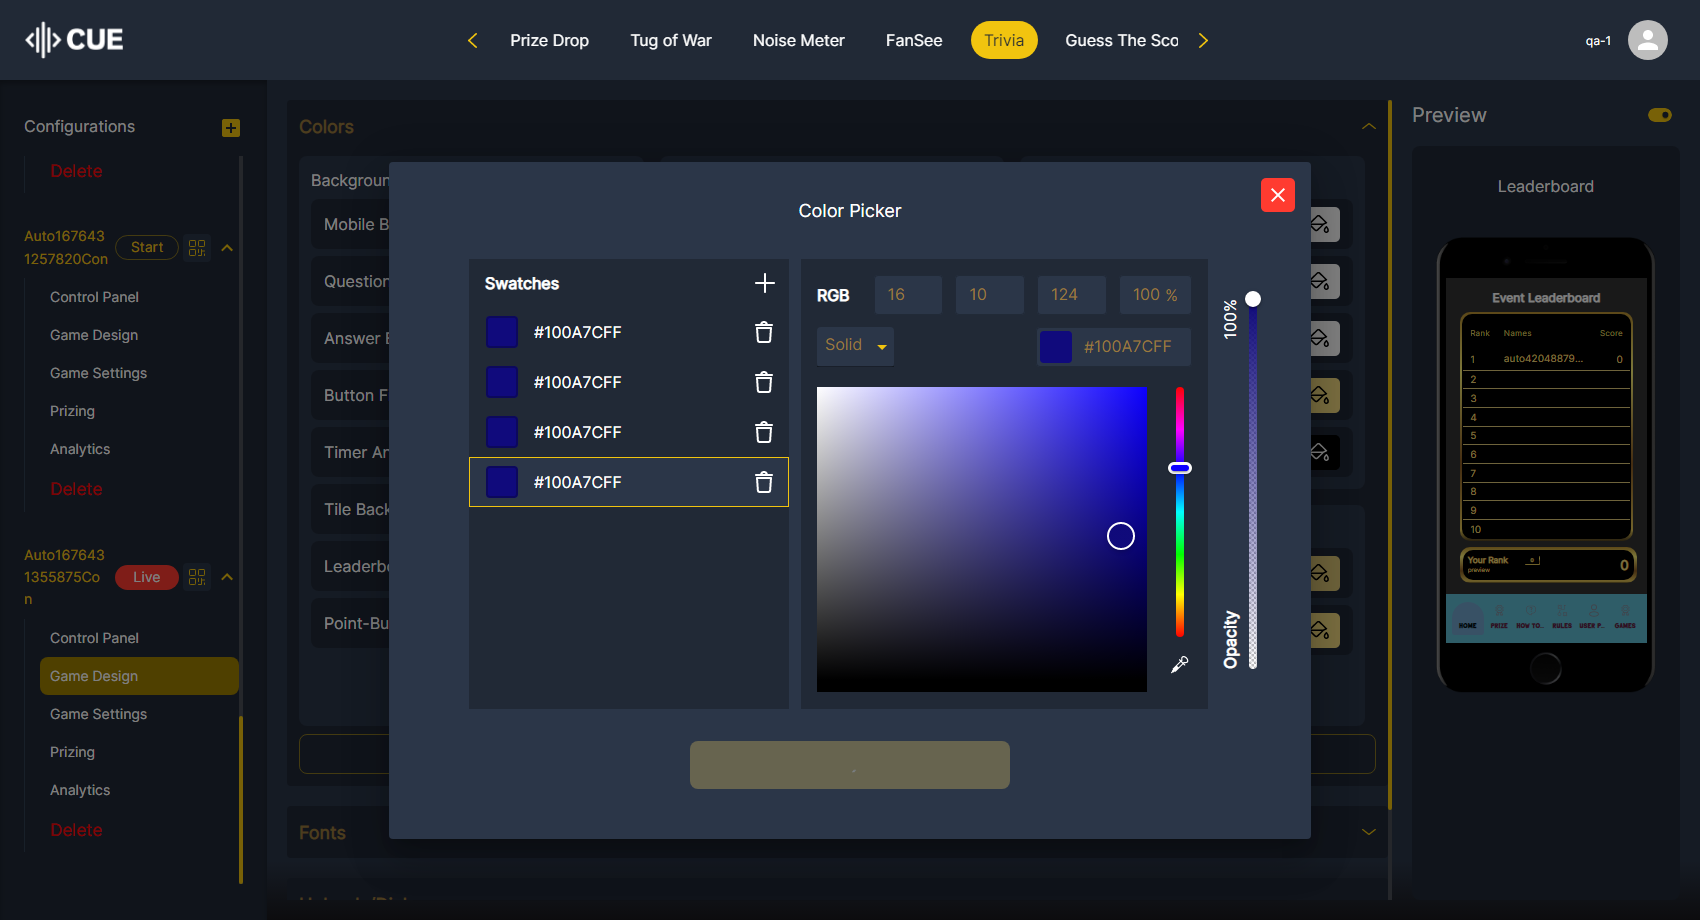 CUE
Prize Drop
Tug of War
Noise Meter
FanSee
Trivia
Guess The Sco
qa-1
Configurations
Delete
Auto167643
1257820Con
Start
Control Panel
Game Design
Game Settings
Prizing
Analytics
Delete
Auto167643
1355875Co
n
Live
Control Panel
Game Design
Game Settings
Prizing
Analytics
Delete
Colors
Backgroun
Mobile B
Question
Answer B
Button F
Timer An
Tile Back
Leaderbo
Point-Bu
Fonts
Color Picker
Swatches
#100A7CFF
#100A7CFF
#100A7CFF
#100A7CFF
RGB
16
10
124
100 %
Solid
#100A7CFF
100%
Opacity
Preview
Leaderboard
Event Leaderboard
Rank Names Score
1 auto42048879... 0
2
3
4
5
6
7
8
9
10
Your Rank
preview
0
HOME PRIZE HOW TO.. RULES USER P.. GAMES